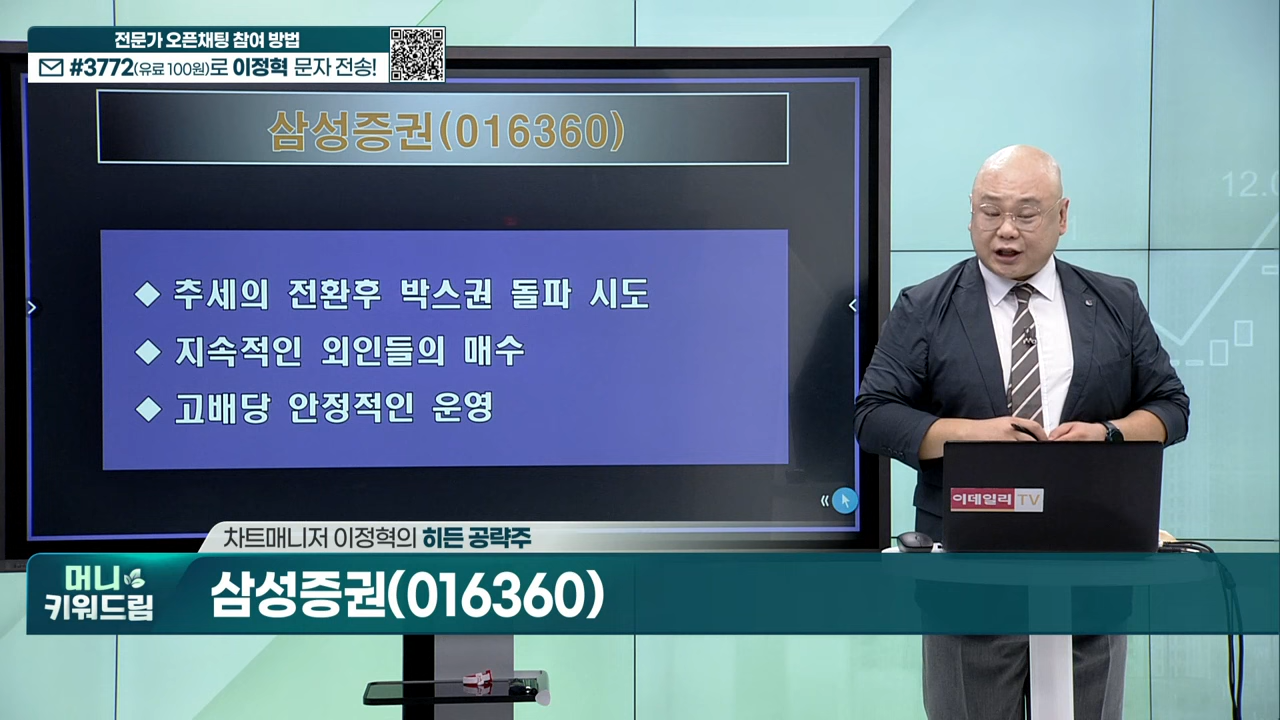 전문가 오픈채팅 참여 방법
#3772(유료 100원)로 이정혁 문자 전송!
삼성증권(016360)
◆ 추세의 전환후 박스권 돌파 시도
◆ 지속적인 외인들의 매수
◆ 고배당 안정적인 운영
12.0
이데일리 TV
차트매니저 이정혁의 히든 공략주
머니
키워드림
삼성증권(016360)